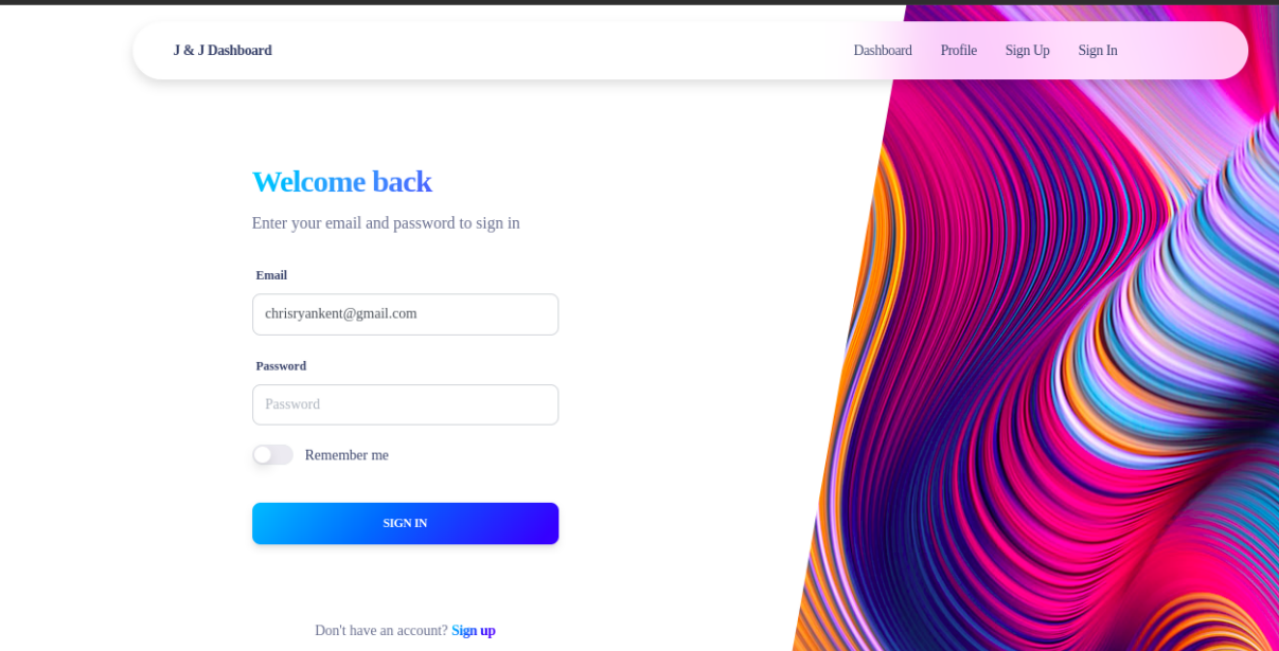 J & J Dashboard
Dashboard Profile Sign Up Sign In
Welcome back
Enter your email and password to sign in
Email
chrisryankent@gmail.com
Password
Password
Remember me
SIGN IN
Don't have an account? Sign up